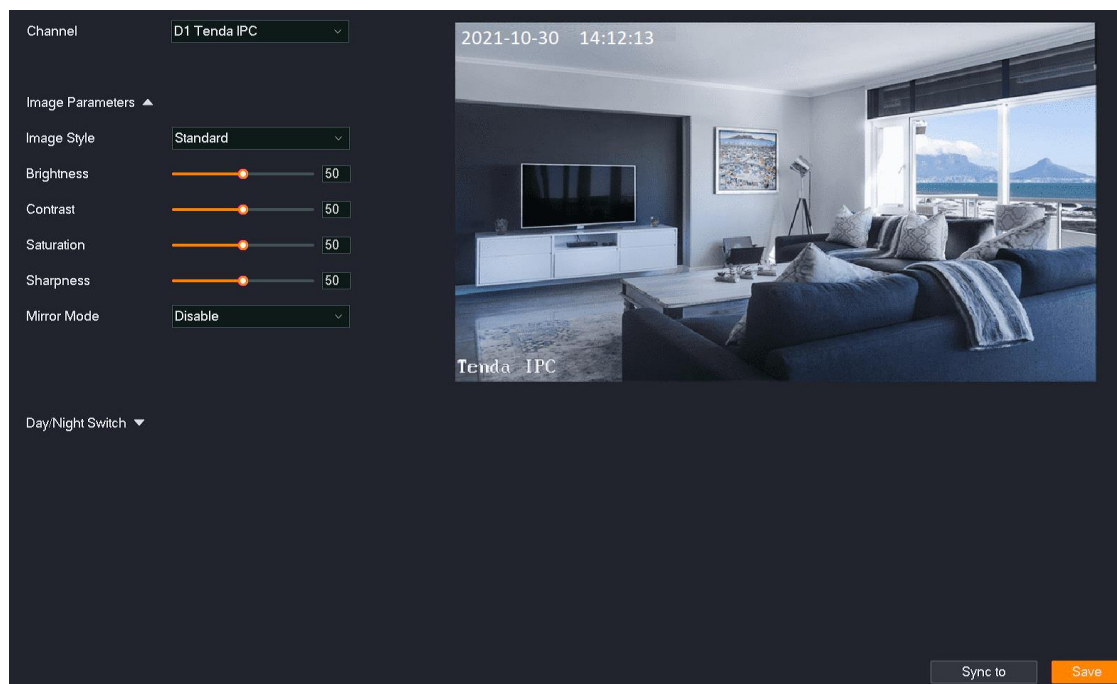 Channel
D1 Tenda IPC
2021-10-30 14:12:13
Image Parameters
Image Style
Standard
Brightness
50
Contrast
50
Saturation
50
Sharpness
50
Mirror Mode
Disable
Tenda IPC
Day/Night Switch
Sync to
Save